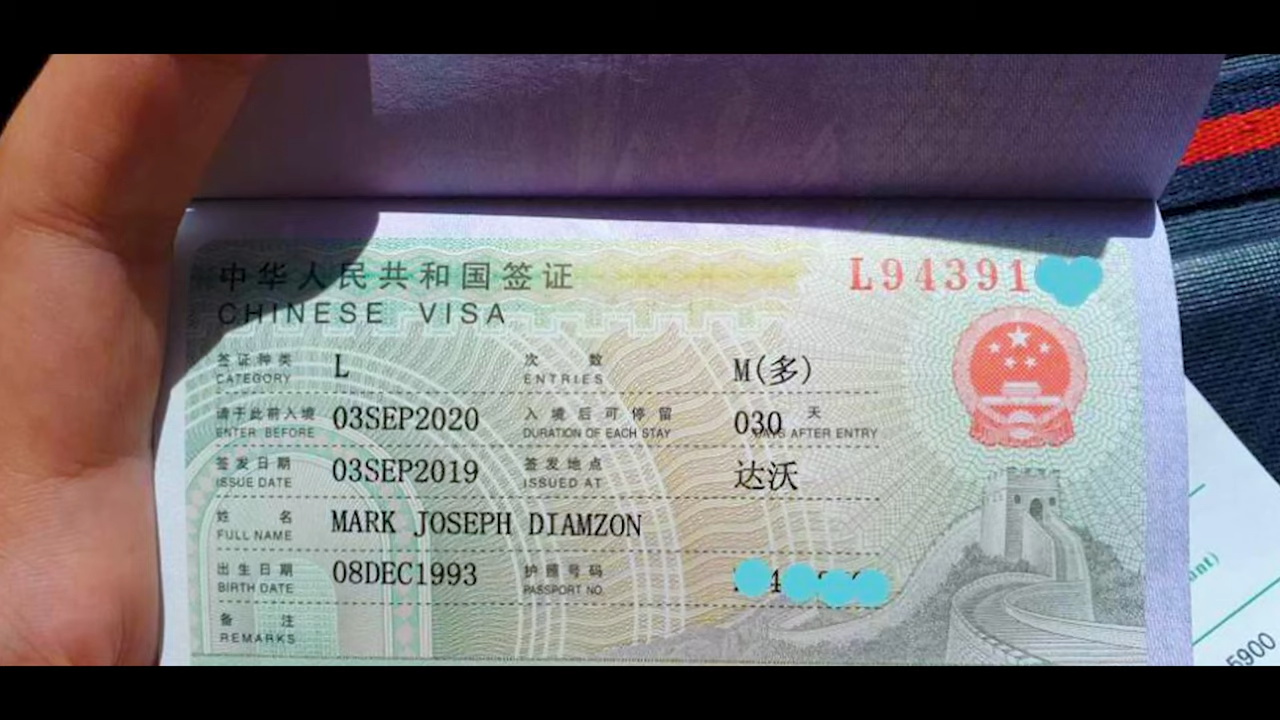 中华人民共和国签证
CHINESE VISA
L94391
签证种类 L 次数 M(多)
CATEGORY ENTRIES
请于此前入境 03SEP2020 入境后可停留 030 天
ENTER BEFORE DURATION OF EACH STAY DAYS AFTER ENTRY
签发日期 03SEP2019 签发地点 达沃
ISSUE DATE ISSUED AT
姓名 MARK JOSEPH DIAMZON
FULL NAME
出生日期 08DEC1993 护照号码
BIRTH DATE PASSPORT NO.
备注
REMARKS
5900